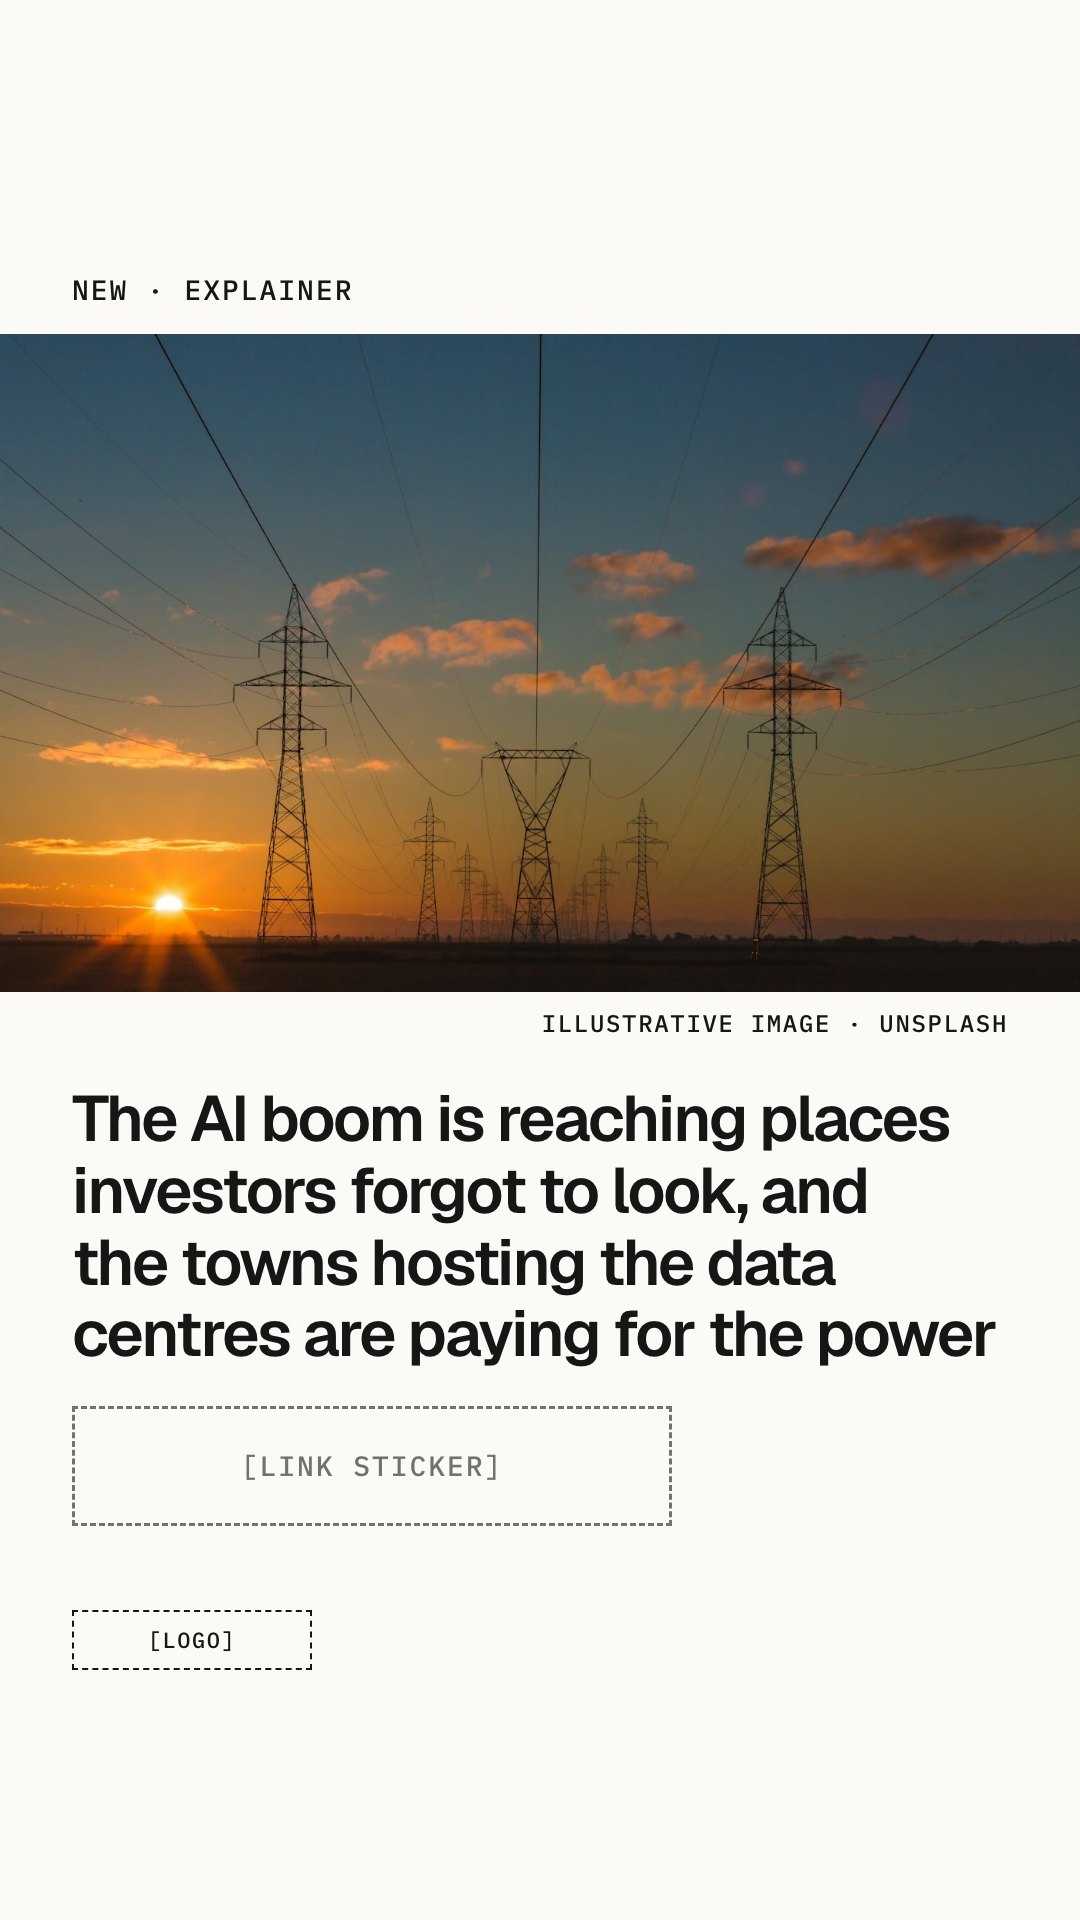 NEW · EXPLAINER
ILLUSTRATIVE IMAGE · UNSPLASH
The AI boom is reaching places
investors forgot to look, and
the towns hosting the data
centres are paying for the power
[LINK STICKER]
[LOGO]